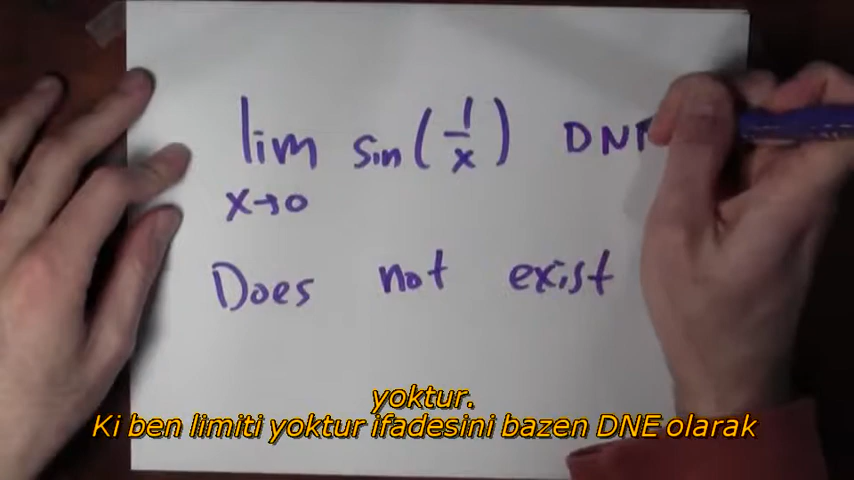 lim sin(1/x) DNE
x→0
Does not exist
yoktur.
Ki ben limiti yoktur ifadesini bazen DNE olarak